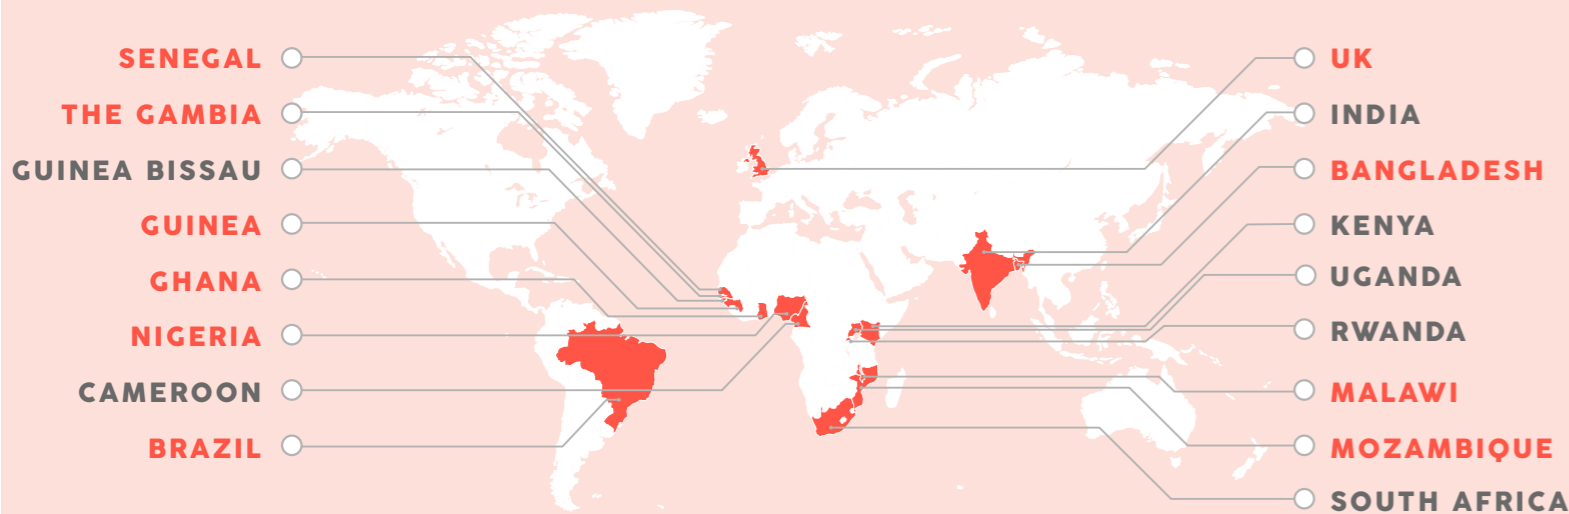 SENEGAL
THE GAMBIA
GUINEA BISSAU
GUINEA
GHANA
NIGERIA
CAMEROON
BRAZIL
UK
INDIA
BANGLADESH
KENYA
UGANDA
RWANDA
MALAWI
MOZAMBIQUE
SOUTH AFRICA